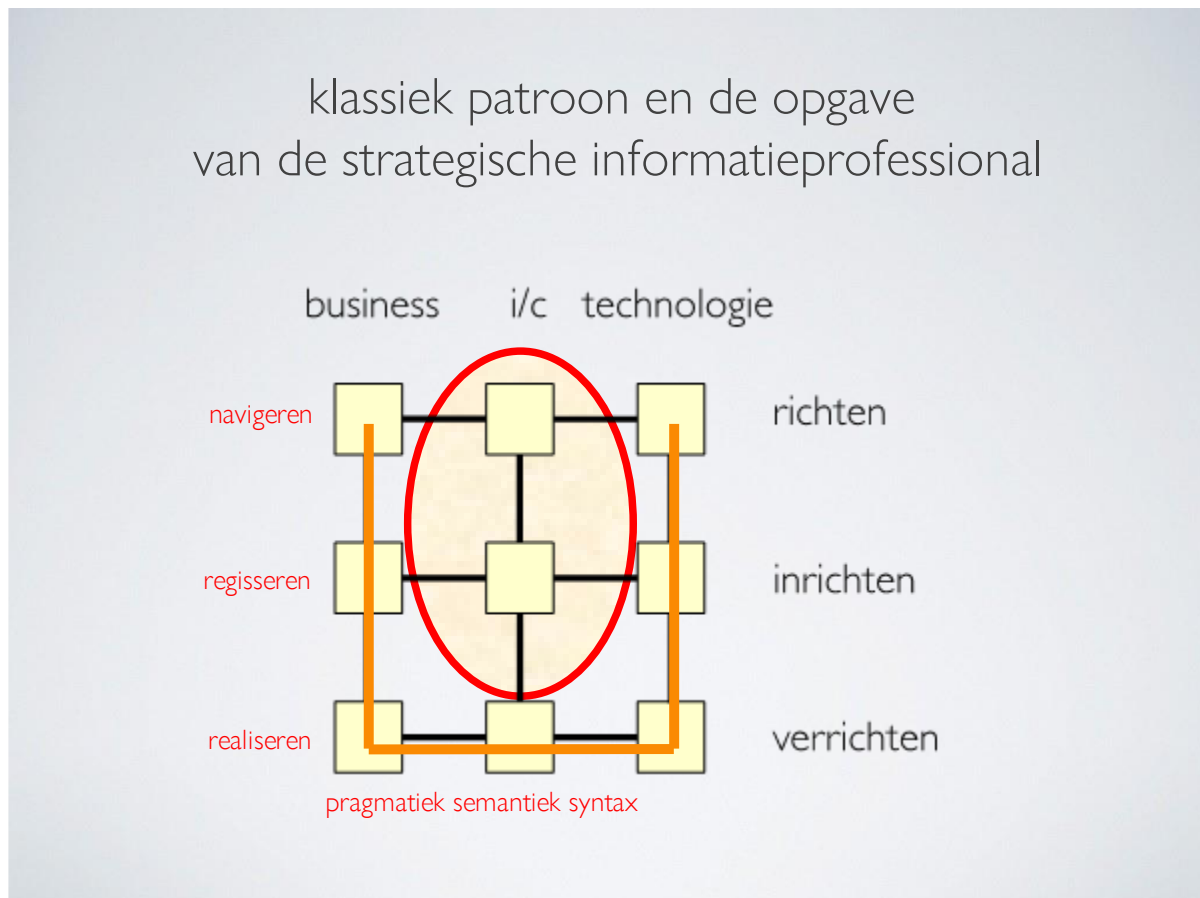 klassiek patroon en de opgave
van de strategische informatieprofessional
business i/c technologie
navigeren richten
regisseren inrichten
realiseren verrichten
pragmatiek semantiek syntax